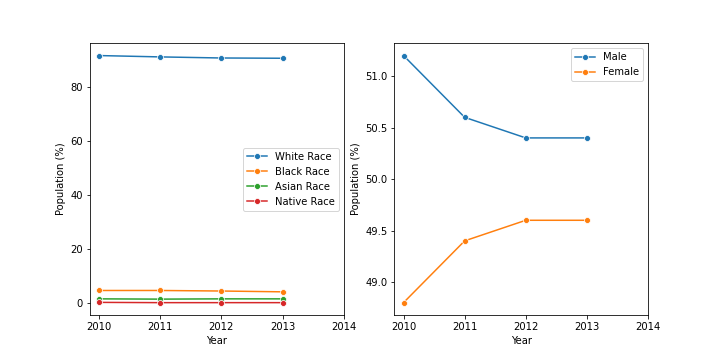 80
60
40
20
0
2010 2011 2012 2013 2014
Year
Population (%)
White Race
Black Race
Asian Race
Native Race
51.0
50.5
50.0
49.5
49.0
2010 2011 2012 2013 2014
Year
Population (%)
Male
Female